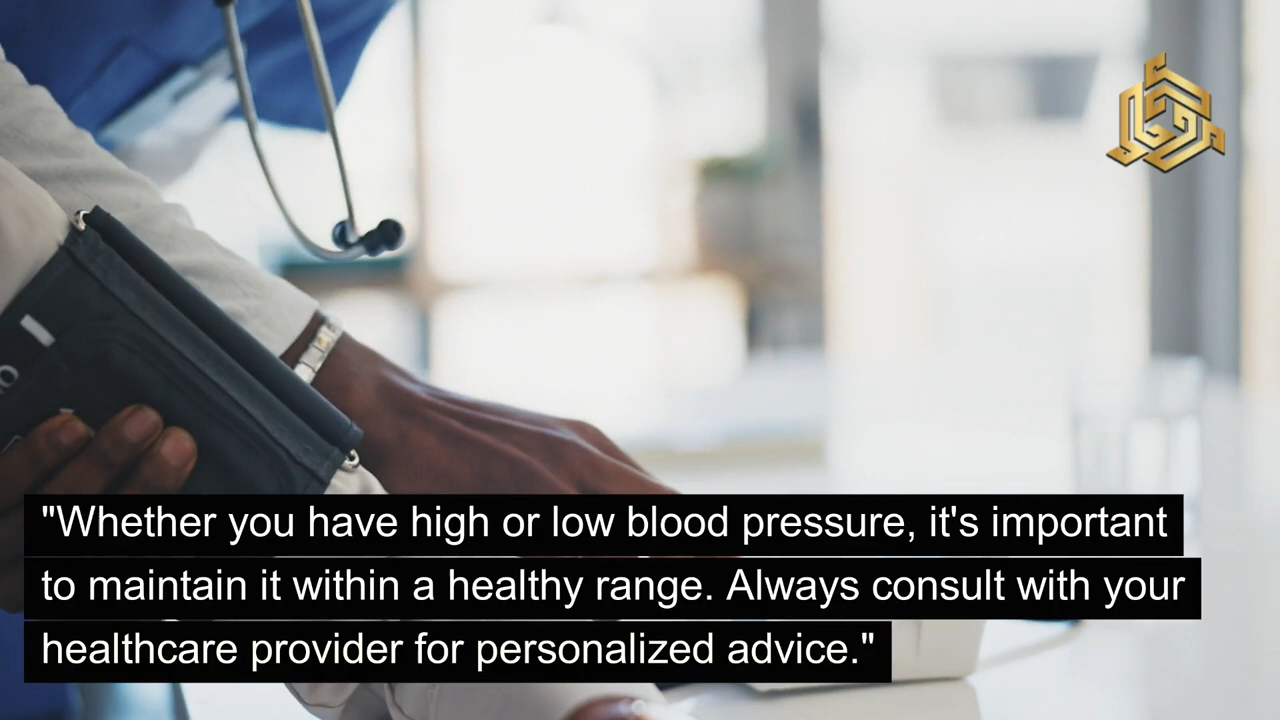 "Whether you have high or low blood pressure, it's important
to maintain it within a healthy range. Always consult with your
healthcare provider for personalized advice."